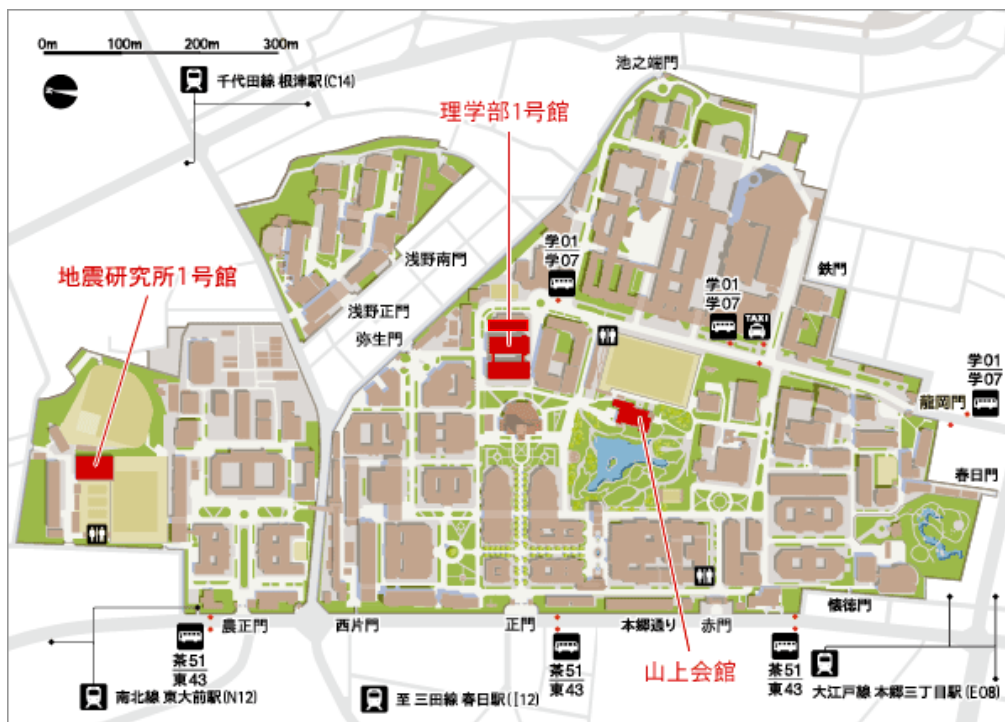 0m 100m 200m 300m
千代田線 根津駅(C14)
池之端門
理学部1号館
学01
学07
浅野南門
地震研究所1号館
浅野正門
弥生門
学01
学07
TAXI
鉄門
学01
学07
龍岡門
春日門
農正門
西片門
正門
本郷通り
赤門
懐徳門
茶51
東43
茶51
東43
茶51
東43
山上会館
南北線 東大前駅(N12)
至 三田線 春日駅(I12)
大江戸線 本郷三丁目駅(E08)